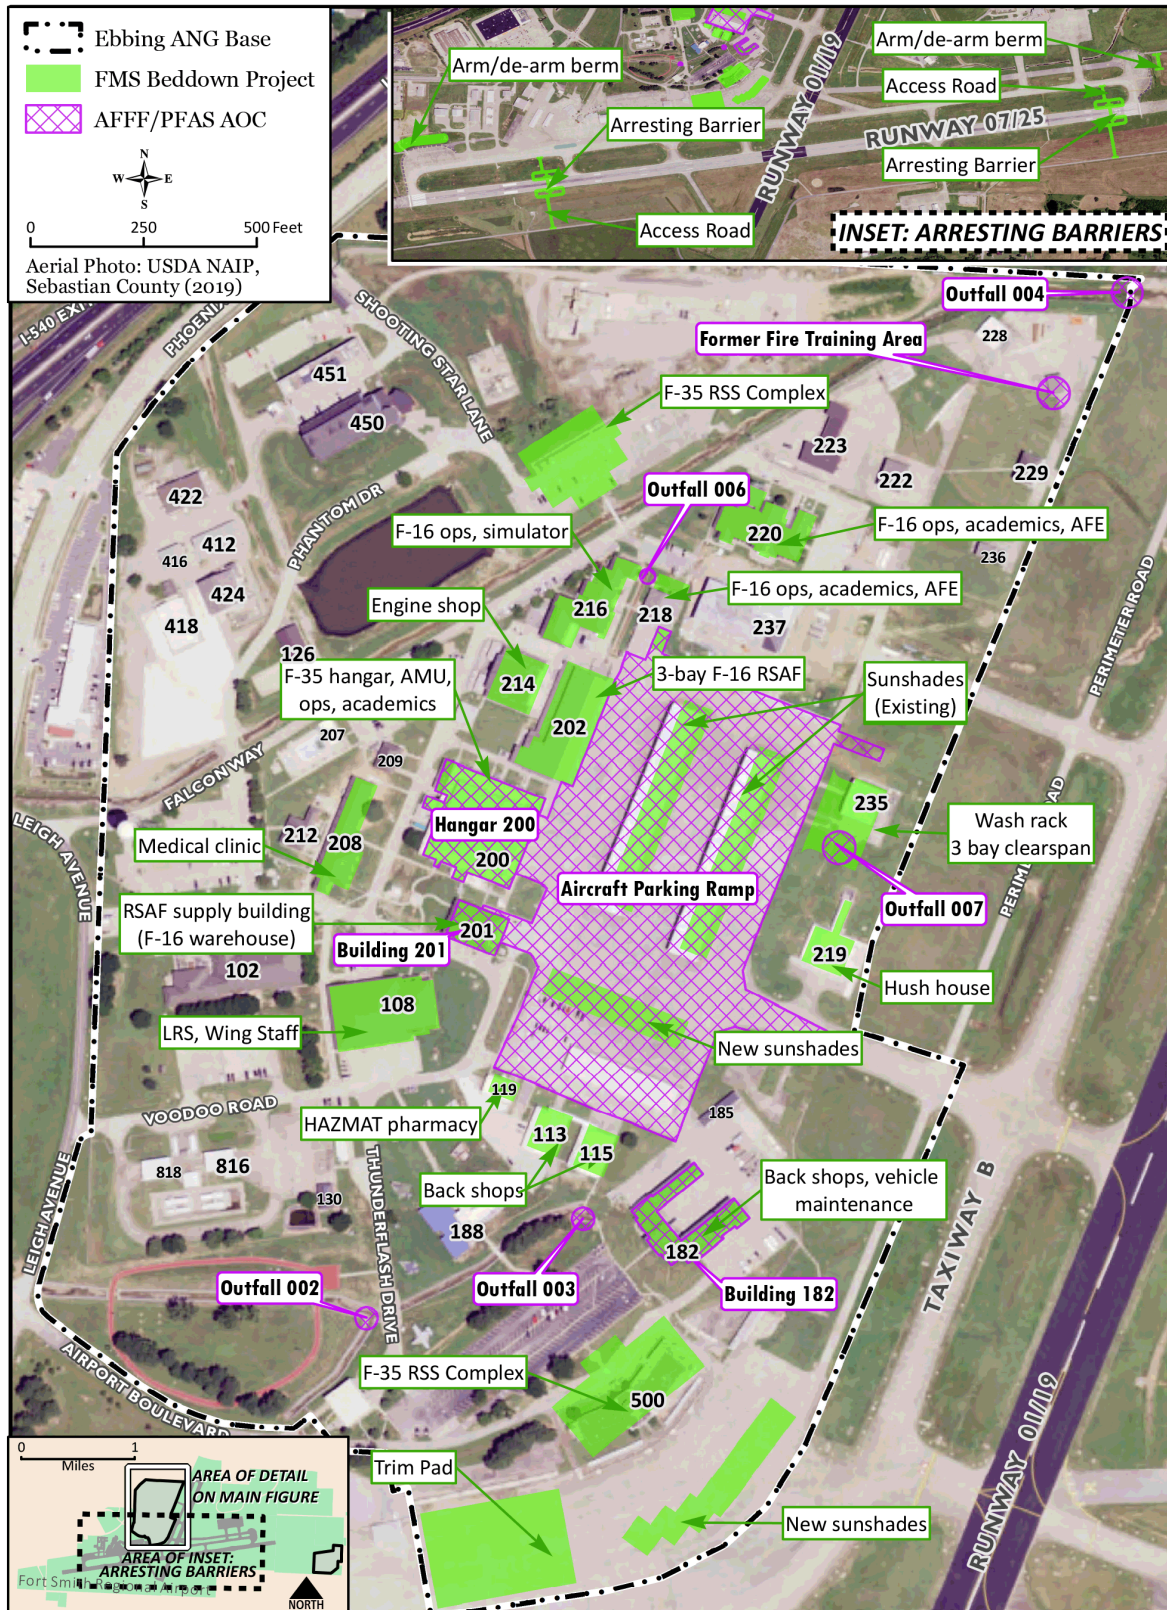 Ebbing ANG Base
FMS Beddown Project
AFFF/PFAS AOC
N
W E
S
0 250 500 Feet
Aerial Photo: USDA NAIP,
Sebastian County (2019)
Arm/de-arm berm
Arresting Barrier
Access Road
RUNWAY 01/19
RUNWAY 07/25
Arm/de-arm berm
Access Road
Arresting Barrier
INSET: ARRESTING BARRIERS
I-540 EXIT
PHOENIX
SHOOTING STAR LANE
Outfall 004
228
Former Fire Training Area
451
450
F-35 RSS Complex
223
222
229
422
Outfall 006
PHANTOM DR
F-16 ops, simulator
220
F-16 ops, academics, AFE
412
416
236
424
F-16 ops, academics, AFE
Engine shop
216
218
237
418
126
PERIMETER ROAD
F-35 hangar, AMU,
ops, academics
214
3-bay F-16 RSAF
Sunshades
(Existing)
202
207
209
FALCON WAY
LEIGH AVENUE
212
208
Medical clinic
Hangar 200
200
235
Wash rack
3 bay clearspan
PERIM
ROAD
Aircraft Parking Ramp
Outfall 007
RSAF supply building
(F-16 warehouse)
201
Building 201
102
219
Hush house
108
LRS, Wing Staff
New sunshades
119
HAZMAT pharmacy
VOODOO ROAD
185
113
115
818
816
130
Back shops
Back shops, vehicle
maintenance
THUNDERFLASH DRIVE
188
182
LEIGH AVENUE
TAXIWAY B
Outfall 002
Outfall 003
Building 182
AIRPORT BOULEVARD
F-35 RSS Complex
500
RUNWAY 01/19
Trim Pad
New sunshades
0 1
Miles
AREA OF DETAIL
ON MAIN FIGURE
AREA OF INSET:
ARRESTING BARRIERS
Fort Smith Regional Airport
NORTH